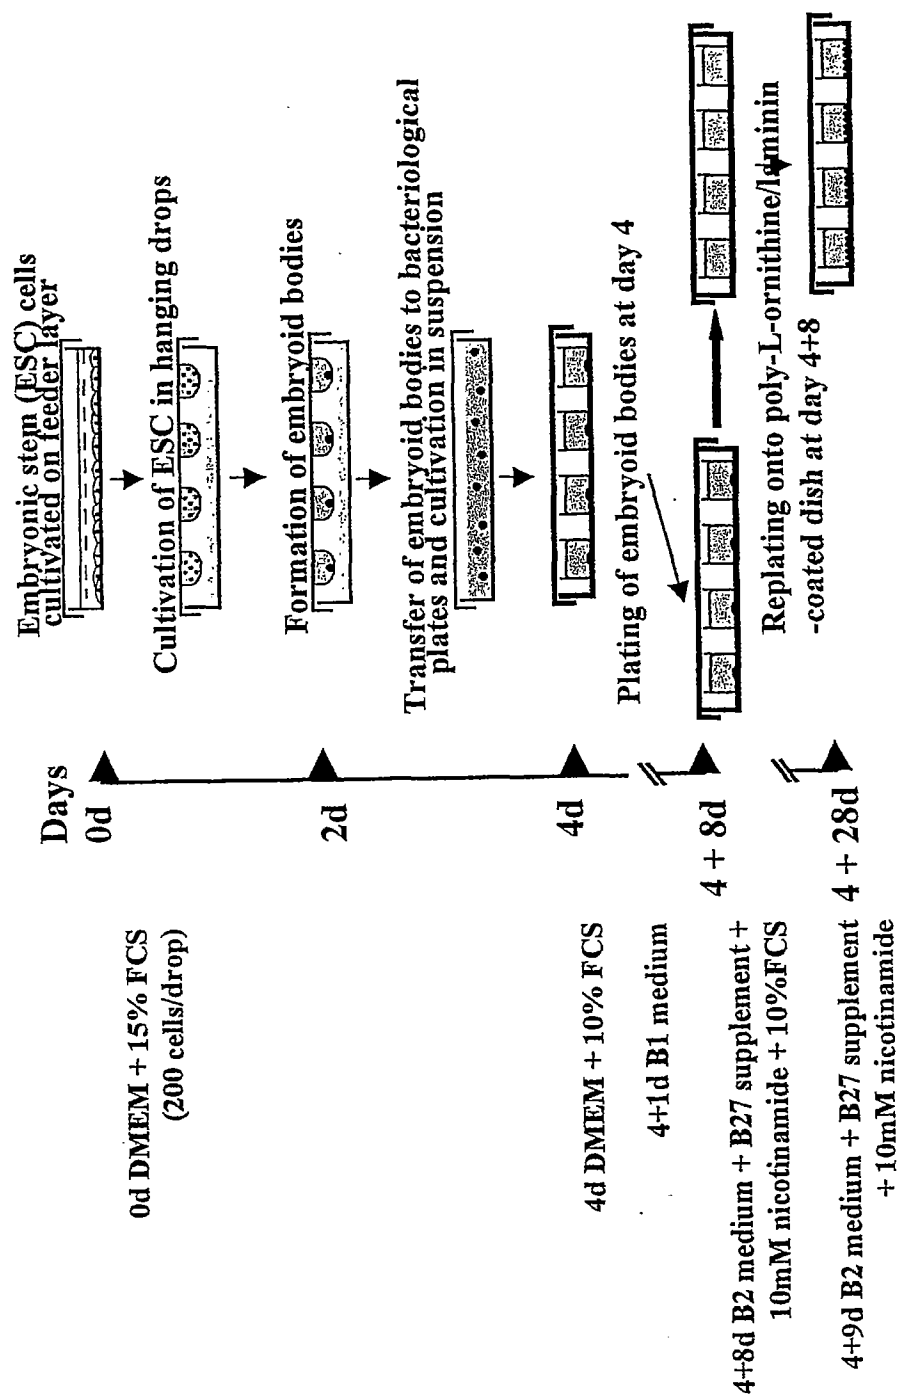 Embryonic stem (ESC) cells
cultivated on feeder layer
Cultivation of ESC in hanging drops
Formation of embryoid bodies
Transfer of embryoid bodies to bacteriological
plates and cultivation in suspension
Plating of embryoid bodies at day 4
Replating onto poly-L-ornithine/laminin
-coated dish at day 4+8
Days
0d
2d
4d
4 + 8d
4 + 28d
0d DMEM + 15% FCS
(200 cells/drop)
4d DMEM + 10% FCS
4+1d B1 medium
4+8d B2 medium + B27 supplement +
10mM nicotinamide + 10%FCS
4+9d B2 medium + B27 supplement
+ 10mM nicotinamide